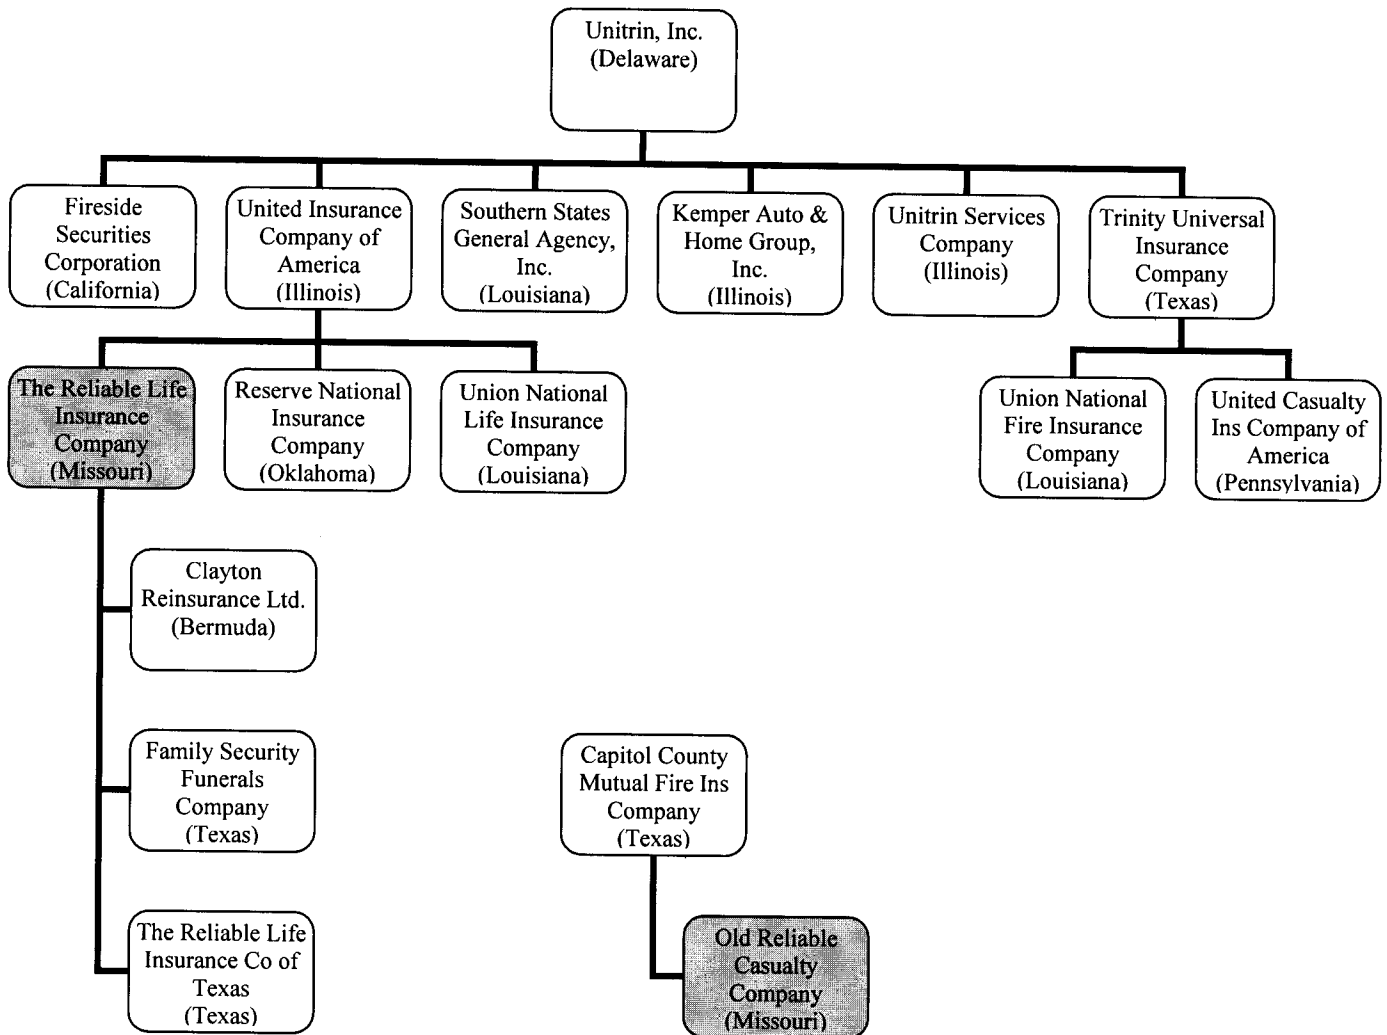 Unitrin, Inc.
(Delaware)
Fireside
Securities
Corporation
(California)
United Insurance
Company of
America
(Illinois)
Southern States
General Agency,
Inc.
(Louisiana)
Kemper Auto &
Home Group,
Inc.
(Illinois)
Unitrin Services
Company
(Illinois)
Trinity Universal
Insurance
Company
(Texas)
The Reliable Life
Insurance
Company
(Missouri)
Reserve National
Insurance
Company
(Oklahoma)
Union National
Life Insurance
Company
(Louisiana)
Union National
Fire Insurance
Company
(Louisiana)
United Casualty
Ins Company of
America
(Pennsylvania)
Clayton
Reinsurance Ltd.
(Bermuda)
Family Security
Funerals
Company
(Texas)
Capitol County
Mutual Fire Ins
Company
(Texas)
The Reliable Life
Insurance Co of
Texas
(Texas)
Old Reliable
Casualty
Company
(Missouri)